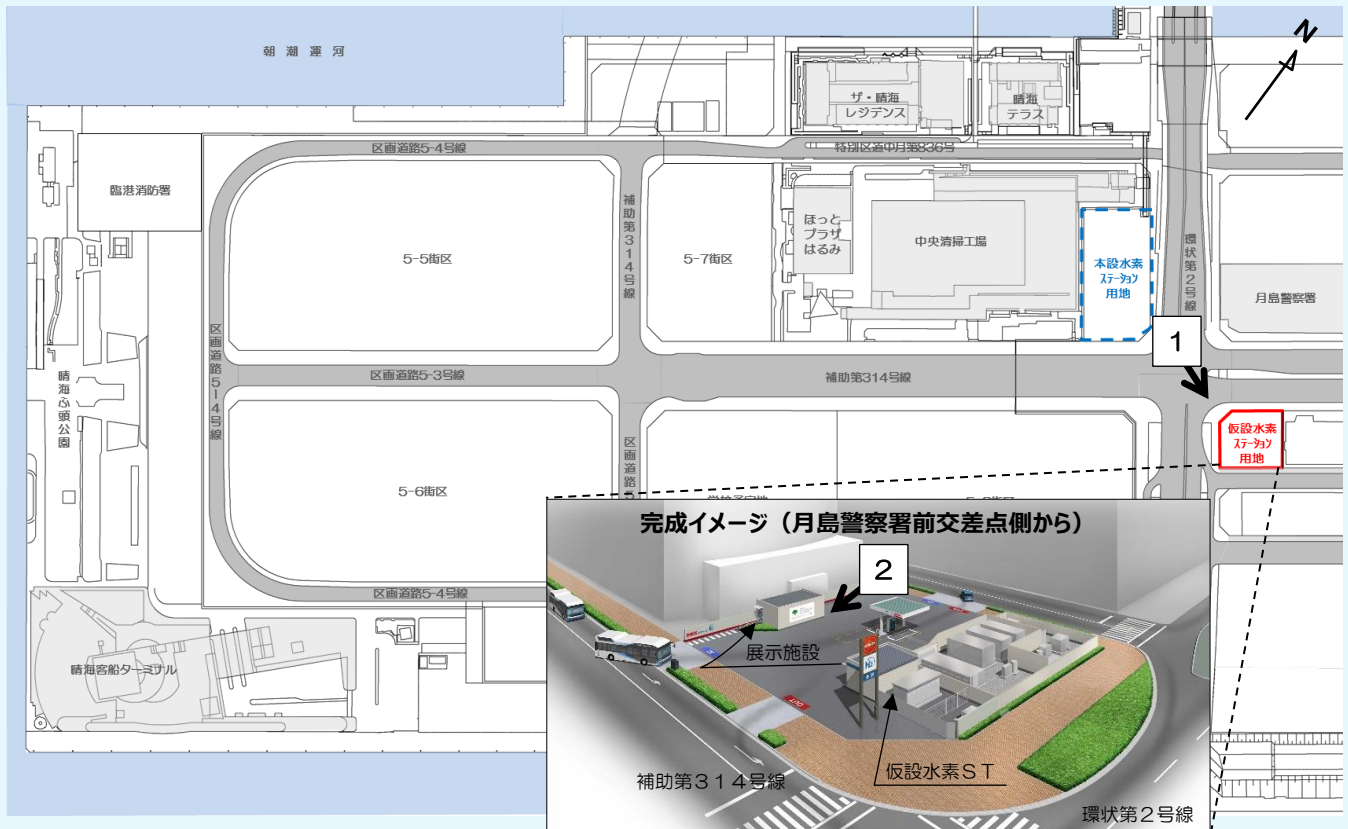 朝潮運河
N
ザ・晴海
レジデンス
晴海
テラス
区画道路5-4号線
特別区道中月第836号
臨港消防署
補助第314号線
ほっと
プラザ
はるみ
中央清掃工場
本設水素
ステーション
用地
環状第2号線
5-5街区
5-7街区
月島警察署
1
区画道路5-4号線
区画道路5-3号線
補助第314号線
晴海ふ頭公園
仮設水素
ステーション
用地
区画道路5
5-6街区
完成イメージ（月島警察署前交差点側から）
2
区画道路5-4号線
展示施設
OUT
晴海客船ターミナル
仮設水素ST
補助第314号線
環状第2号線